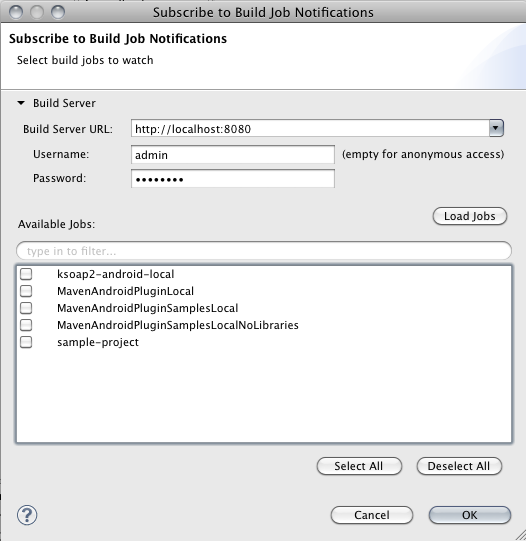 Subscribe to Build Job Notifications
Subscribe to Build Job Notifications
Select build jobs to watch
Build Server
Build Server URL: http://localhost:8080
Username: admin (empty for anonymous access)
Password: ••••••••
Load Jobs
Available Jobs:
type in to filter...
ksoap2-android-local
MavenAndroidPluginLocal
MavenAndroidPluginSamplesLocal
MavenAndroidPluginSamplesLocalNoLibraries
sample-project
Select All Deselect All
? Cancel OK